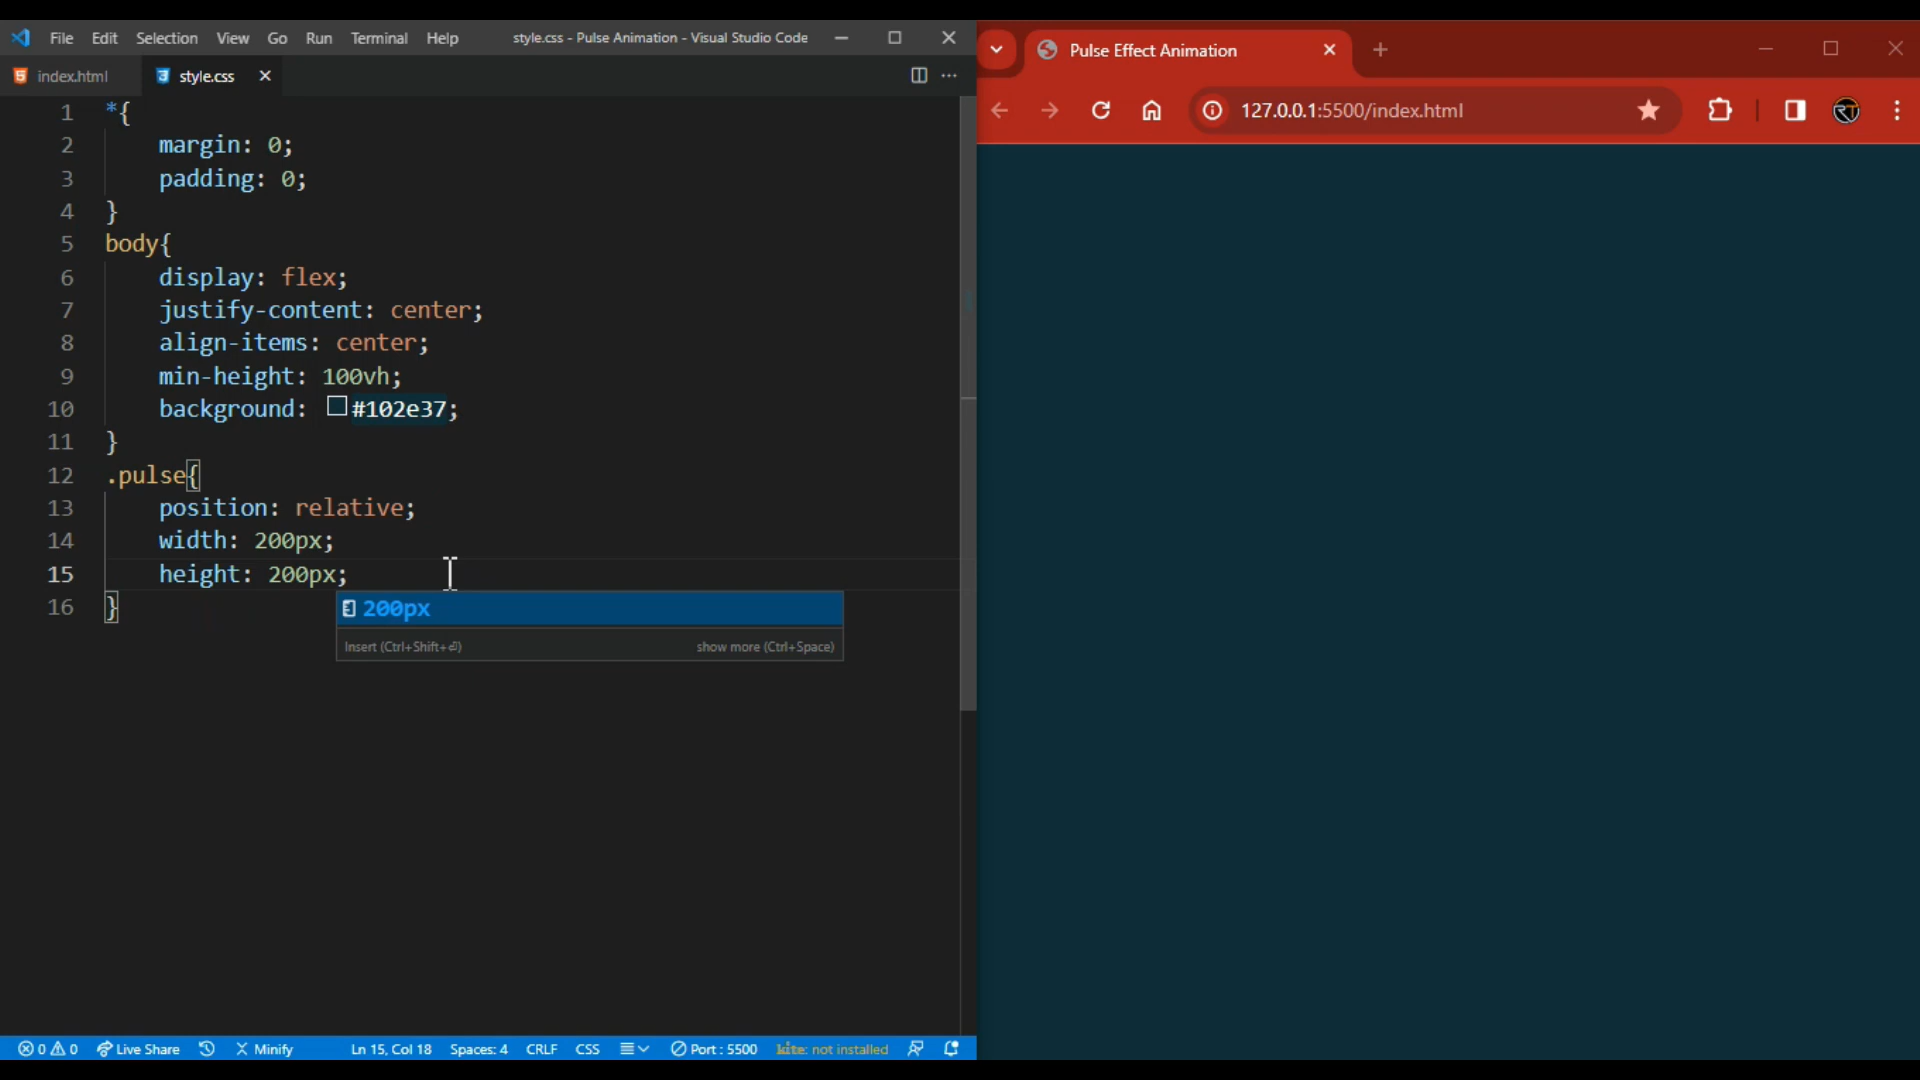 File Edit Selection View Go Run Terminal Help style.css - Pulse Animation - Visual Studio Code
index.html style.css
1 *{
2 margin: 0;
3 padding: 0;
4 }
5 body{
6 display: flex;
7 justify-content: center;
8 align-items: center;
9 min-height: 100vh;
10 background: #102e37;
11 }
12 .pulse{
13 position: relative;
14 width: 200px;
15 height: 200px;
16 }
200px
Insert (Ctrl+Shift+⏎) show more (Ctrl+Space)
0 0 Live Share Minify Ln 15, Col 18 Spaces: 4 CRLF CSS Port : 5500 kite: not installed
Pulse Effect Animation
127.0.0.1:5500/index.html